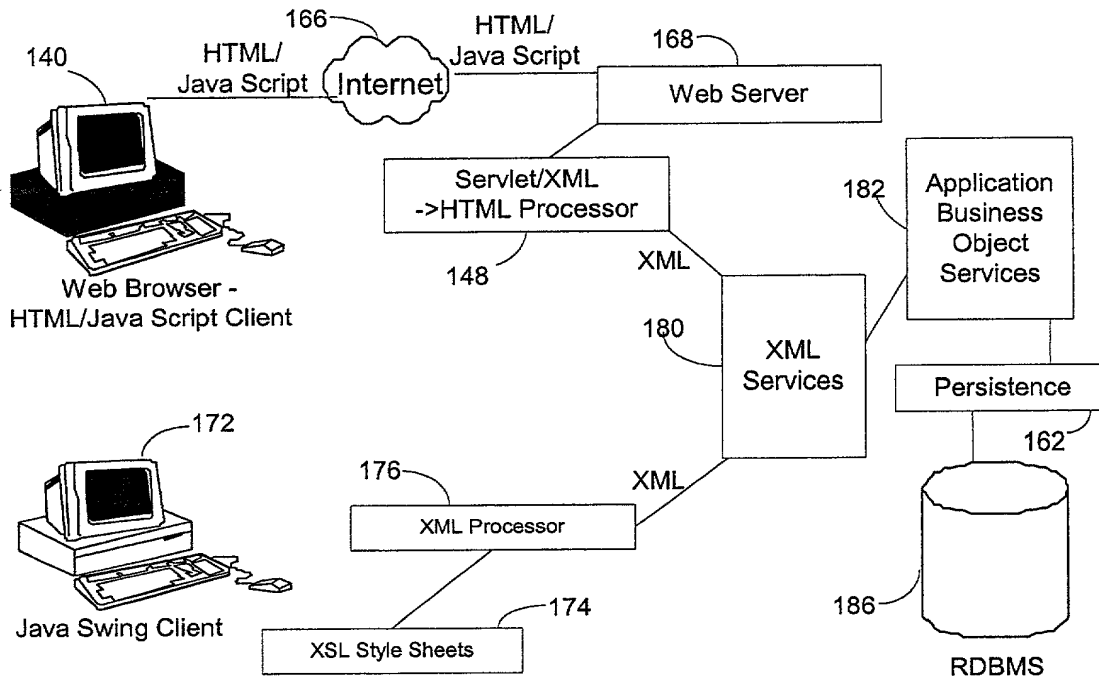 166
HTML/
Java Script
168
140
HTML/
Java Script
Internet
Web Server
Servlet/XML
->HTML Processor
182
Application
Business
Object
Services
148
XML
Web Browser -
HTML/Java Script Client
180
XML
Services
Persistence
162
172
176
XML
XML Processor
174
186
Java Swing Client
XSL Style Sheets
RDBMS